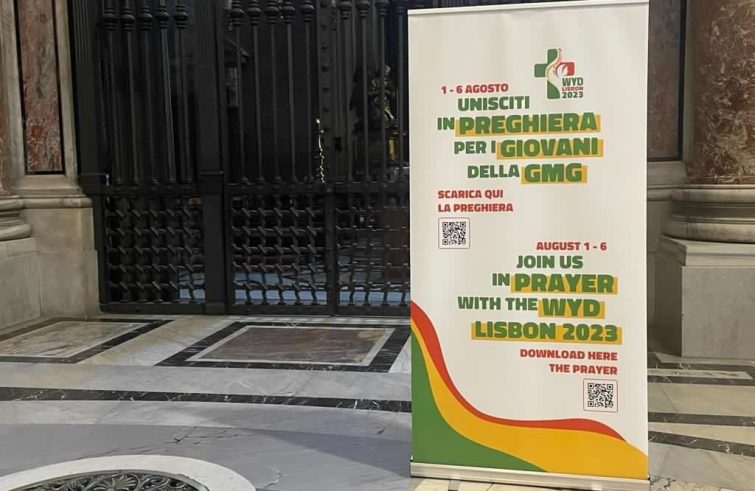 WYD
LISBON
2023
1 - 6 AGOSTO
UNISCITI
IN PREGHIERA
PER I GIOVANI
DELLA GMG
SCARICA QUI
LA PREGHIERA
AUGUST 1 - 6
JOIN US
IN PRAYER
WITH THE WYD
LISBON 2023
DOWNLOAD HERE
THE PRAYER